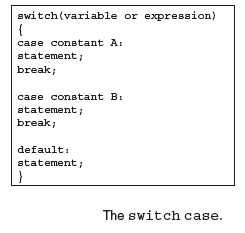 switch(variable or expression)
{
case constant A:
statement;
break;
case constant B:
statement;
break;
default:
statement;
}
The switch case.